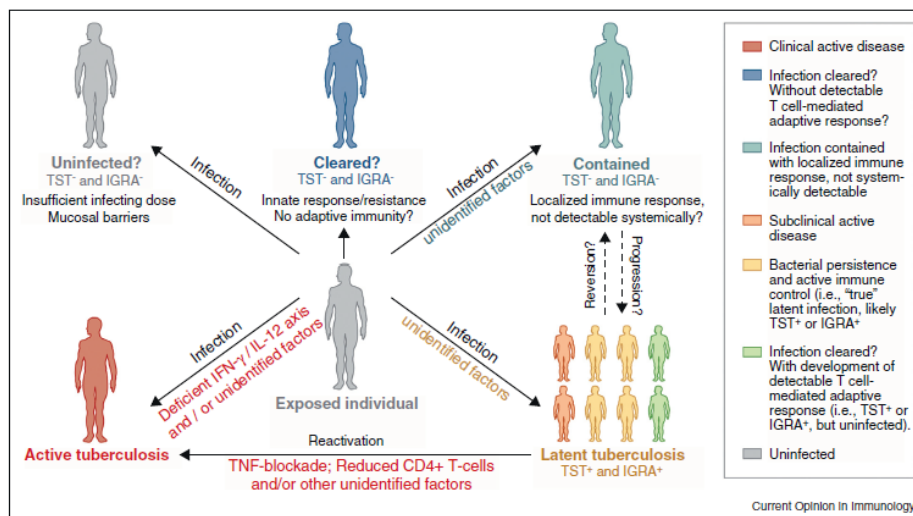 Uninfected?
TST⁻ and IGRA⁻
Insufficient infecting dose
Mucosal barriers
Infection
Cleared?
TST⁻ and IGRA⁻
Innate response/resistance
No adaptive immunity?
Infection
unidentified factors
Contained
TST⁻ and IGRA⁻
Localized immune response,
not detectable systemically?
Reversion?
Progression?
Infection
Deficient IFN-γ / IL-12 axis
and / or unidentified factors
Exposed individual
Infection
unidentified factors
Active tuberculosis
Reactivation
TNF-blockade; Reduced CD4+ T-cells
and/or other unidentified factors
Latent tuberculosis
TST⁺ and IGRA⁺
Clinical active disease
Infection cleared?
Without detectable
T cell-mediated
adaptive response?
Infection contained
with localized immune
response, not system-
ically detectable
Subclinical active
disease
Bacterial persistence
and active immune
control (i.e., “true”
latent infection, likely
TST⁺ or IGRA⁺
Infection cleared?
With development of
detectable T cell-
mediated adaptive
response (i.e., TST⁺ or
IGRA⁺, but uninfected).
Uninfected
Current Opinion in Immunology